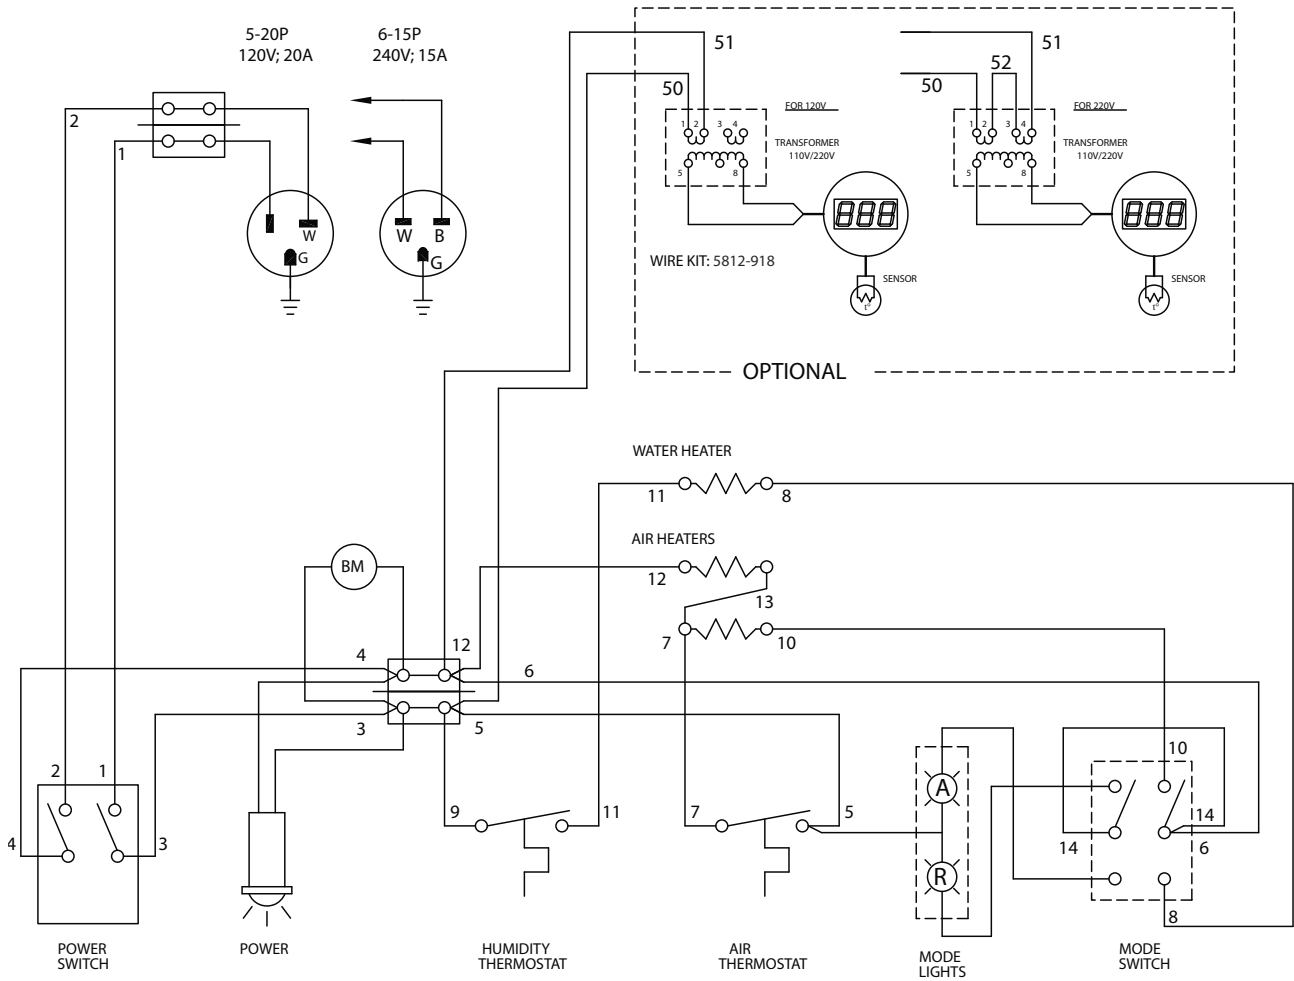 5-20P
120V; 20A
6-15P
240V; 15A
51
50
FOR 120V
1 2 3 4
TRANSFORMER
110V/220V
5 8
888
SENSOR
t°
WIRE KIT: 5812-918
51
52
50
FOR 220V
1 2 3 4
TRANSFORMER
110V/220V
5 8
888
SENSOR
t°
OPTIONAL
2
1
W
G
W B
G
WATER HEATER
11 8
AIR HEATERS
12
13
7 10
BM
4 12
6
3 5
2 1
4 3
9 11
7 5
A
R
10
14
14 6
8
POWER
SWITCH
POWER
HUMIDITY
THERMOSTAT
AIR
THERMOSTAT
MODE
LIGHTS
MODE
SWITCH